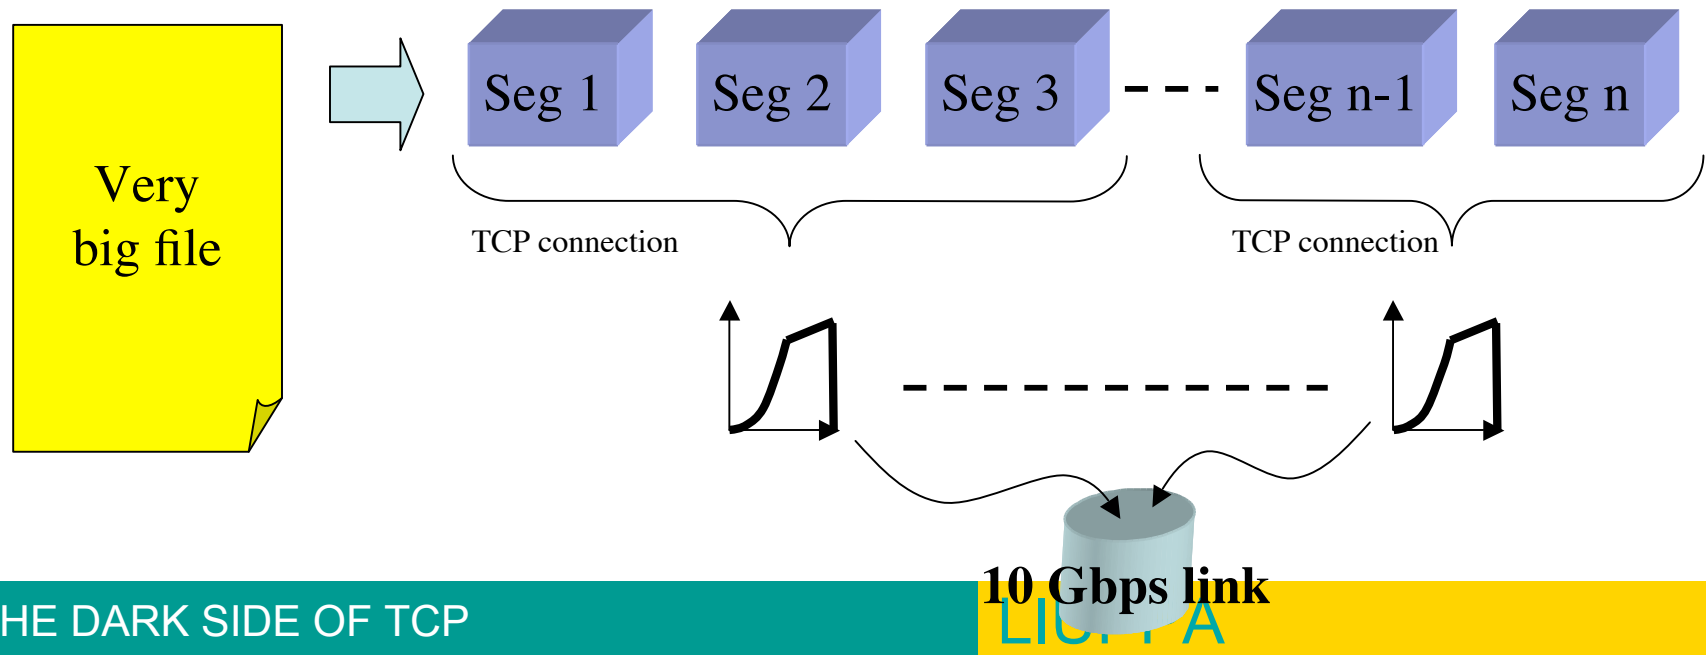 Very
big file
Seg 1
Seg 2
Seg 3
Seg n-1
Seg n
TCP connection
TCP connection
10 Gbps link
HE DARK SIDE OF TCP